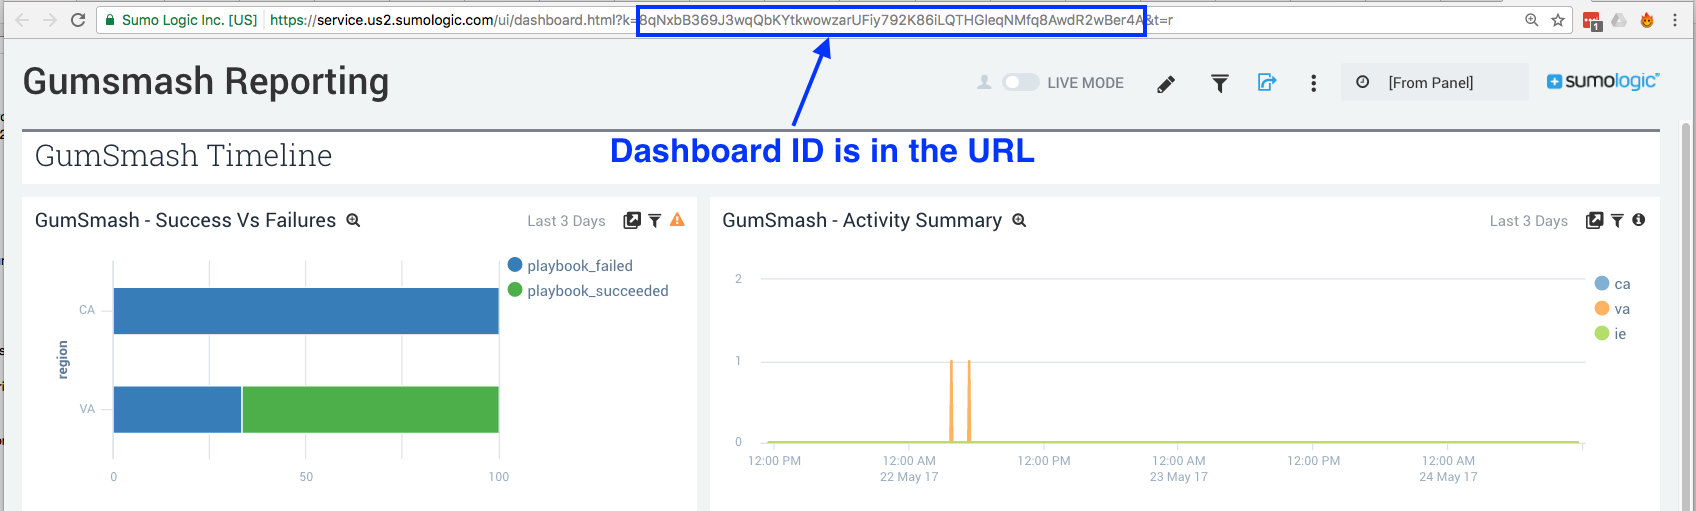 Sumo Logic Inc. [US] https://service.us2.sumologic.com/ui/dashboard.html?k=8qNxbB369J3wqQbKYtkwowzarUFiy792K86iLQTHGleqNMfq8AwdR2wBer4A&t=r
1
Gumsmash Reporting
LIVE MODE
[From Panel]
sumologic
GumSmash Timeline
Dashboard ID is in the URL
GumSmash - Success Vs Failures
Last 3 Days
playbook_failed
playbook_succeeded
CA
region
VA
0 50 100
GumSmash - Activity Summary
Last 3 Days
2
1
0
ca
va
ie
12:00 PM 12:00 AM 12:00 PM 12:00 AM 12:00 PM 12:00 AM
22 May 17 23 May 17 24 May 17